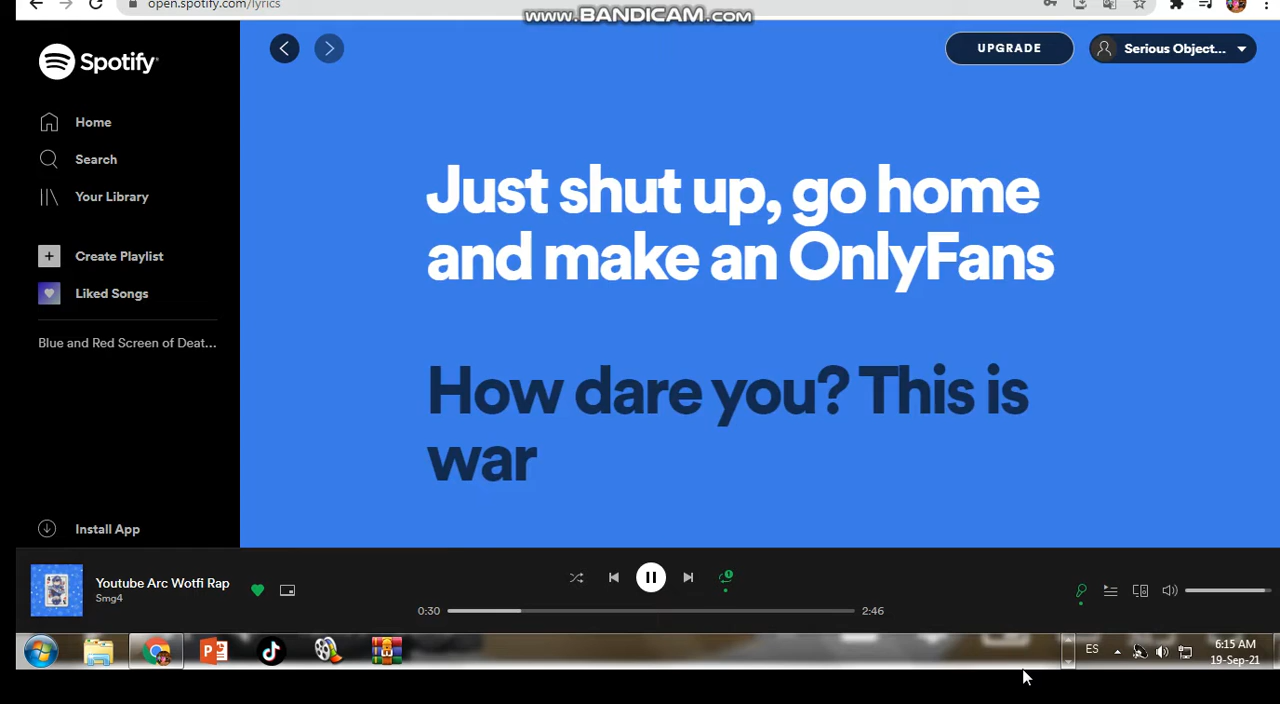 www.BANDICAM.com
open.spotify.com/lyrics
Spotify
UPGRADE
Serious Object...
Home
Search
Your Library
Create Playlist
Liked Songs
Blue and Red Screen of Deat...
Install App
Just shut up, go home
and make an OnlyFans
How dare you? This is
war
Youtube Arc Wotfi Rap
Smg4
0:30
2:46
1
ES
6:15 AM
19-Sep-21